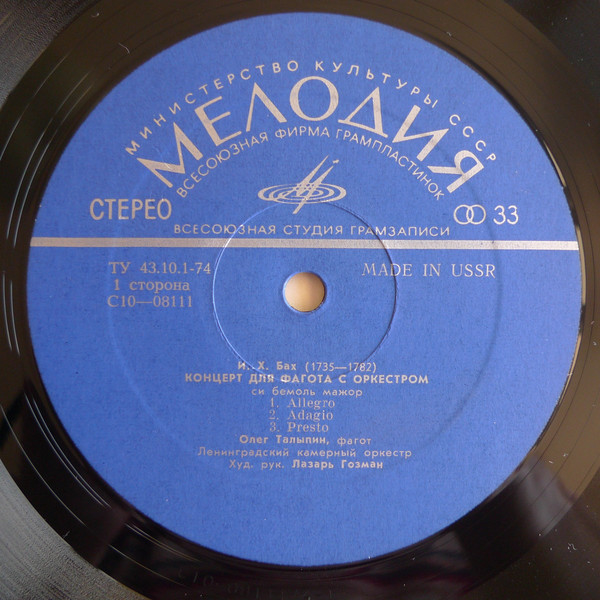 МИНИСТЕРСТВО КУЛЬТУРЫ СССР
МЕЛОДИЯ
ВСЕСОЮЗНАЯ ФИРМА ГРАМПЛАСТИНОК
СТЕРЕО
33
ВСЕСОЮЗНАЯ СТУДИЯ ГРАМЗАПИСИ
ТУ 43.10.1-74
MADE IN USSR
1 сторона
С10—08111
И. Х. Бах (1735—1782)
КОНЦЕРТ ДЛЯ ФАГОТА С ОРКЕСТРОМ
си бемоль мажор
1. Allegro
2. Adagio
3. Presto
Олег Талыпин, фагот
Ленинградский камерный оркестр
Худ. рук. Лазарь Гозман